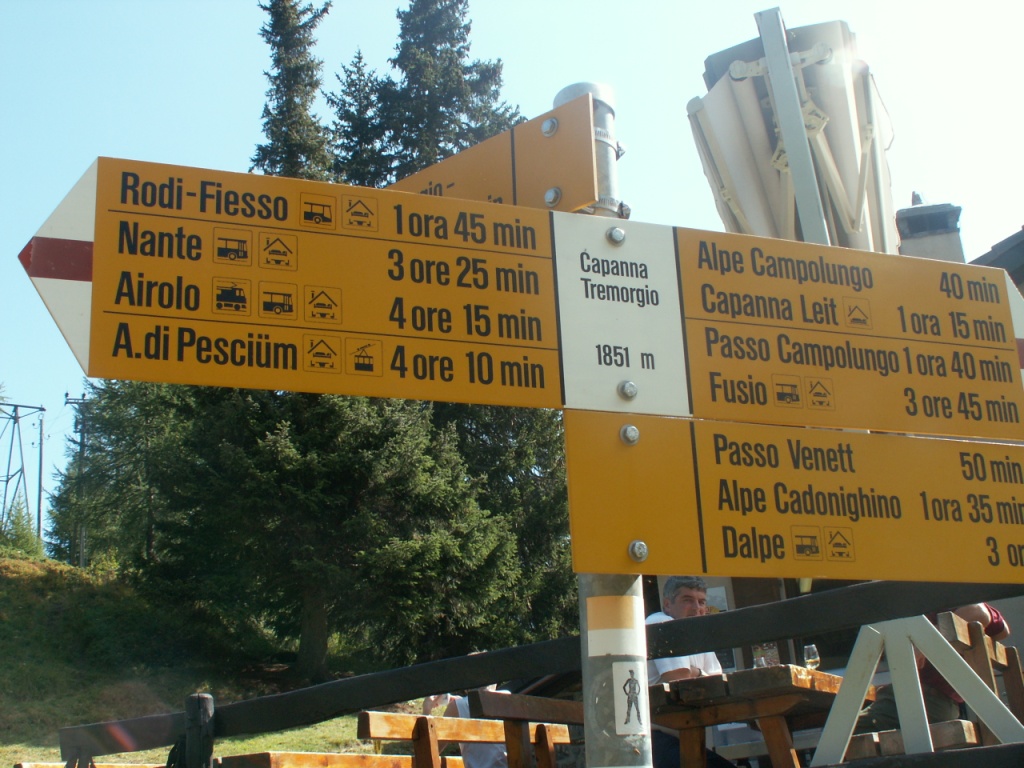 Rodi-Fiesso 1 ora 45 min
Nante 3 ore 25 min
Airolo 4 ore 15 min
A.di Pesciüm 4 ore 10 min
Capanna
Tremorgio
1851 m
Alpe Campolungo 40 min
Capanna Leit 1 ora 15 min
Passo Campolungo 1 ora 40 min
Fusio 3 ore 45 min
Passo Venett 50 min
Alpe Cadonighino 1 ora 35 min
Dalpe 3 or